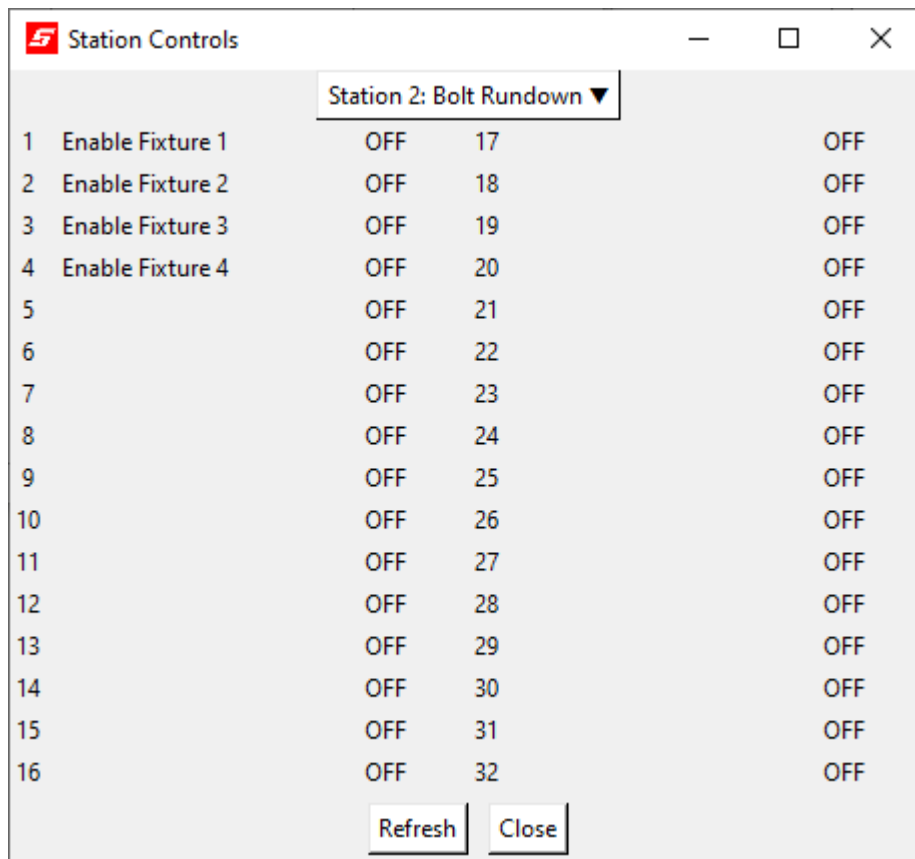 Station Controls
Station 2: Bolt Rundown ▼
1 Enable Fixture 1 OFF 17 OFF
2 Enable Fixture 2 OFF 18 OFF
3 Enable Fixture 3 OFF 19 OFF
4 Enable Fixture 4 OFF 20 OFF
5 OFF 21 OFF
6 OFF 22 OFF
7 OFF 23 OFF
8 OFF 24 OFF
9 OFF 25 OFF
10 OFF 26 OFF
11 OFF 27 OFF
12 OFF 28 OFF
13 OFF 29 OFF
14 OFF 30 OFF
15 OFF 31 OFF
16 OFF 32 OFF
Refresh Close